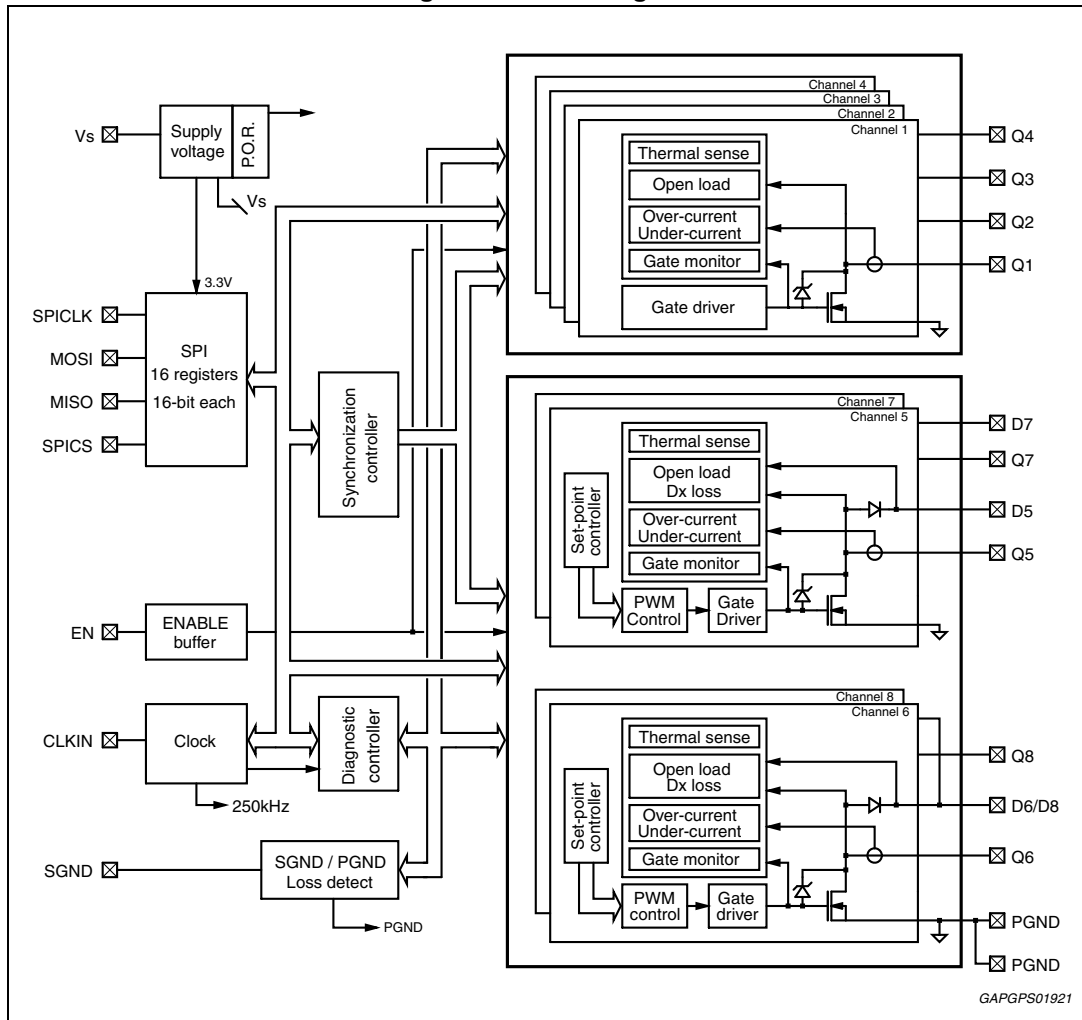 Vs
Supply
voltage
P.O.R.
Vs
3.3V
SPICLK
MOSI
MISO
SPICS
SPI
16 registers
16-bit each
Synchronization
controller
EN
ENABLE
buffer
CLKIN
Clock
250kHz
Diagnostic
controller
SGND
SGND / PGND
Loss detect
PGND
Channel 4
Channel 3
Channel 2
Channel 1
Thermal sense
Open load
Over-current
Under-current
Gate monitor
Gate driver
Q4
Q3
Q2
Q1
Channel 7
Channel 5
Thermal sense
Open load
Dx loss
Over-current
Under-current
Gate monitor
Set-point
controller
PWM
Control
Gate
Driver
D7
Q7
D5
Q5
Channel 8
Channel 6
Thermal sense
Open load
Dx loss
Over-current
Under-current
Gate monitor
Set-point
controller
PWM
control
Gate
driver
Q8
D6/D8
Q6
PGND
PGND
GAPGPS01921